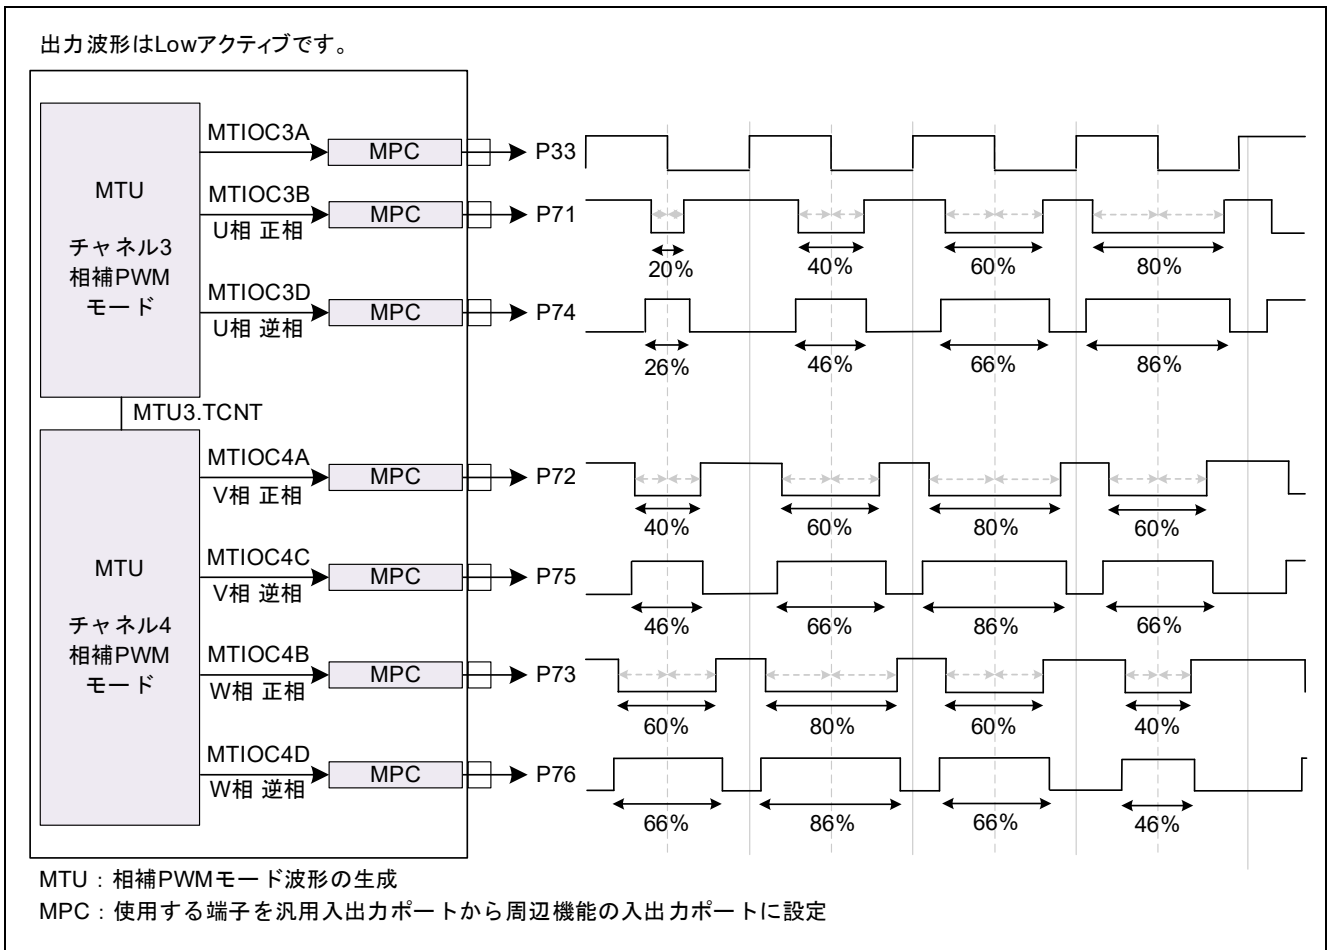 出力波形はLowアクティブです。
MTU
チャネル3
相補PWM
モード
MTIOC3A
MPC
P33
MTIOC3B
U相 正相
MPC
P71
20%
40%
60%
80%
MTIOC3D
U相 逆相
MPC
P74
26%
46%
66%
86%
MTU3.TCNT
MTU
チャネル4
相補PWM
モード
MTIOC4A
V相 正相
MPC
P72
40%
60%
80%
60%
MTIOC4C
V相 逆相
MPC
P75
46%
66%
86%
66%
MTIOC4B
W相 正相
MPC
P73
60%
80%
60%
40%
MTIOC4D
W相 逆相
MPC
P76
66%
86%
66%
46%
MTU：相補PWMモード波形の生成
MPC：使用する端子を汎用入出力ポートから周辺機能の入出力ポートに設定